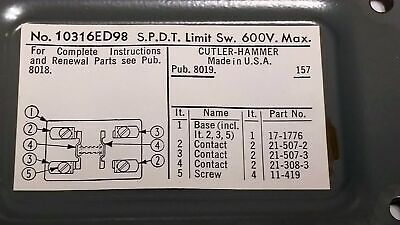 No. 10316ED98 S.P.D.T. Limit Sw. 600V. Max.
For Complete Instructions
and Renewal Parts see Pub.
8018.
CUTLER-HAMMER
Made in U.S.A.
Pub. 8019. 157
It. Name No. Part No.
1 Base (incl.
It. 2, 3, 5) 1 17-1776
2 Contact 2 21-507-2
3 Contact 2 21-507-3
4 Contact 2 21-308-3
5 Screw 4 11-419
1
2 3
4 4
3 2
5